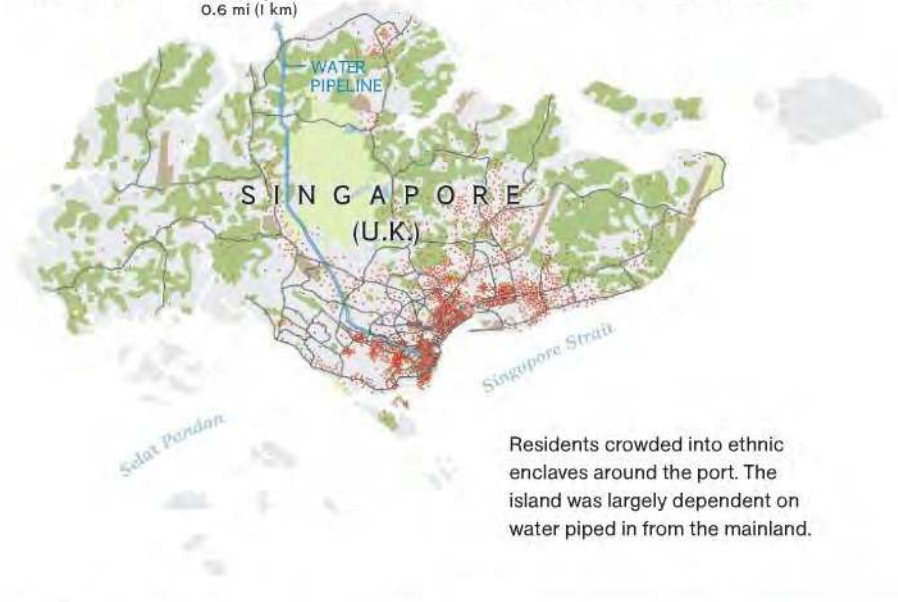 0.6 mi (1 km)
WATER
PIPELINE
SINGAPORE
(U.K.)
Singapore Strait
Selat Pandan
Residents crowded into ethnic
enclaves around the port. The
island was largely dependent on
water piped in from the mainland.